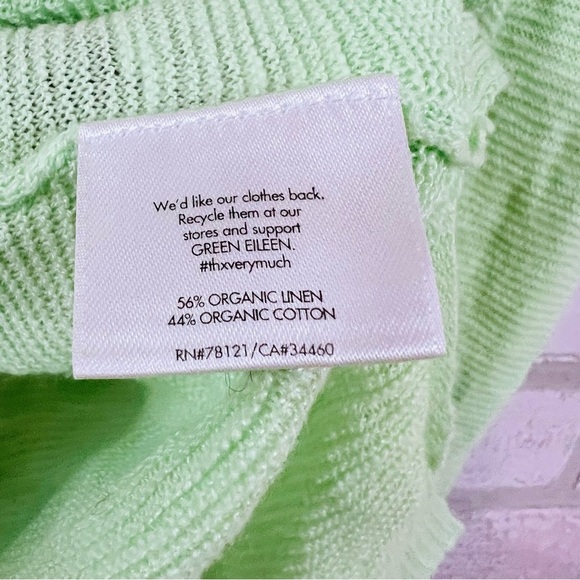 We'd like our clothes back.
Recycle them at our
stores and support
GREEN EILEEN.
#thxverymuch
56% ORGANIC LINEN
44% ORGANIC COTTON
RN#78121/CA#34460